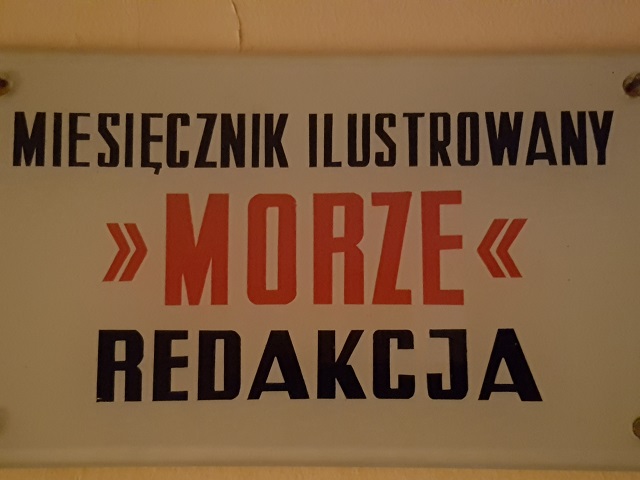 MIESIĘCZNIK ILUSTROWANY
»MORZE«
REDAKCJA